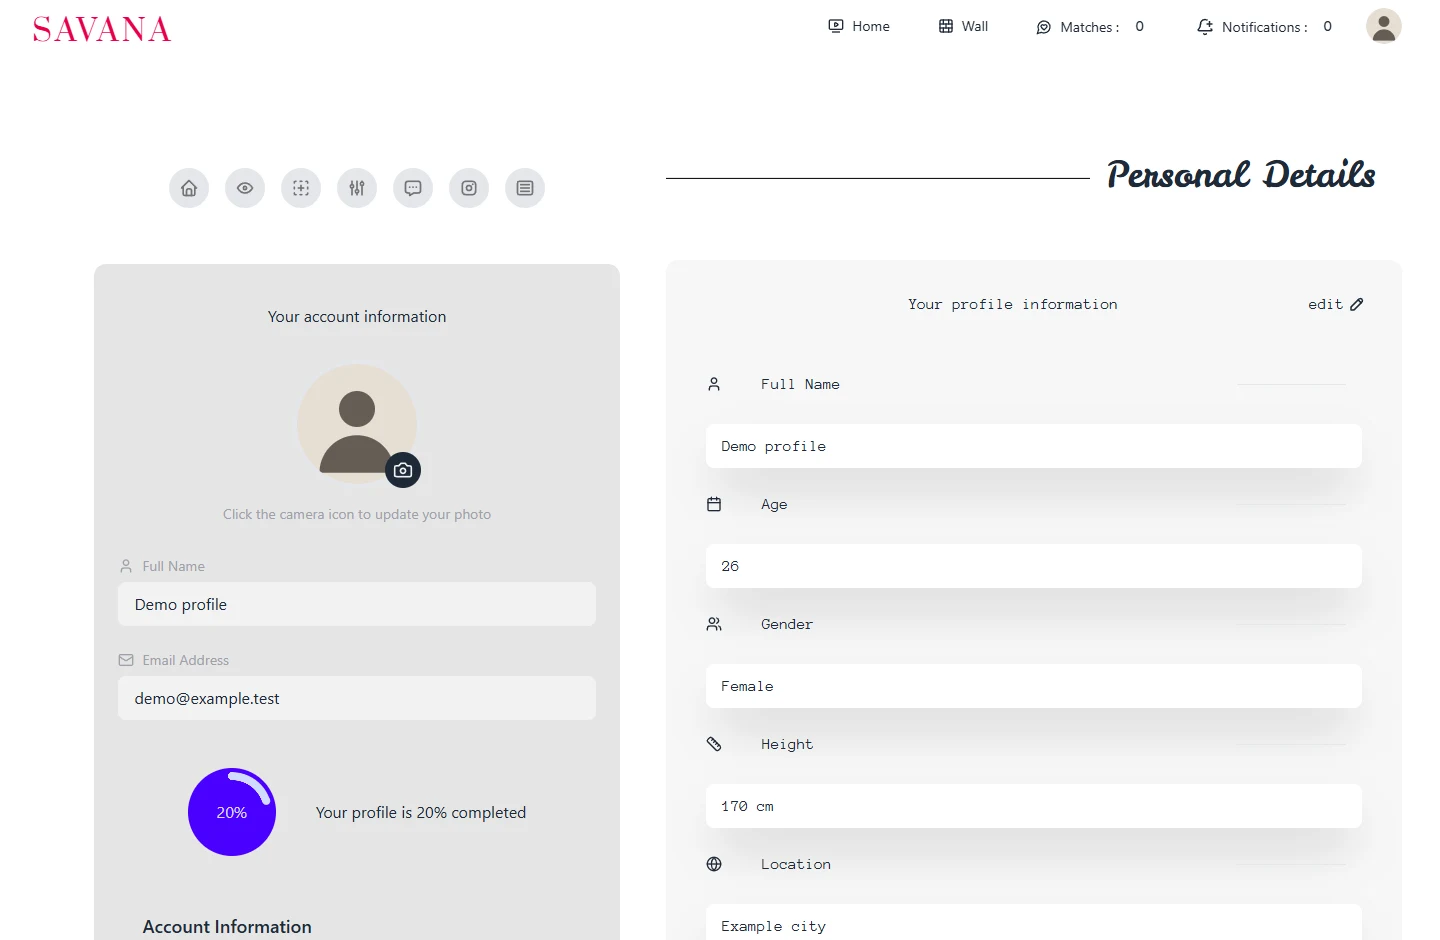 SAVANA
Home
Wall
Matches : 0
Notifications : 0
Personal Details
Your account information
Click the camera icon to update your photo
Full Name
Demo profile
Email Address
demo@example.test
20%
Your profile is 20% completed
Account Information
Your profile information
edit
Full Name
Demo profile
Age
26
Gender
Female
Height
170 cm
Location
Example city